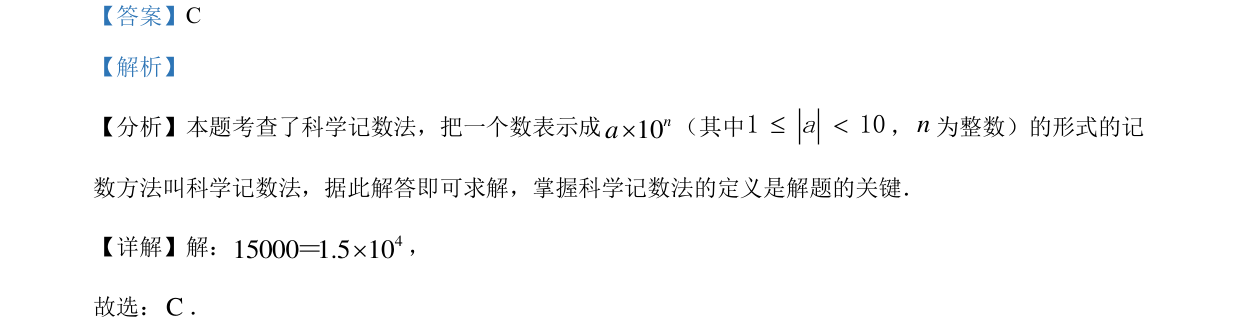 【答案】C
【解析】
【分析】本题考查了科学记数法，把一个数表示成 a×10ⁿ（其中1 ≤ |a| < 10，n 为整数）的形式的记
数方法叫科学记数法，据此解答即可求解，掌握科学记数法的定义是解题的关键．
【详解】解：15000=1.5×10⁴，
故选：C．